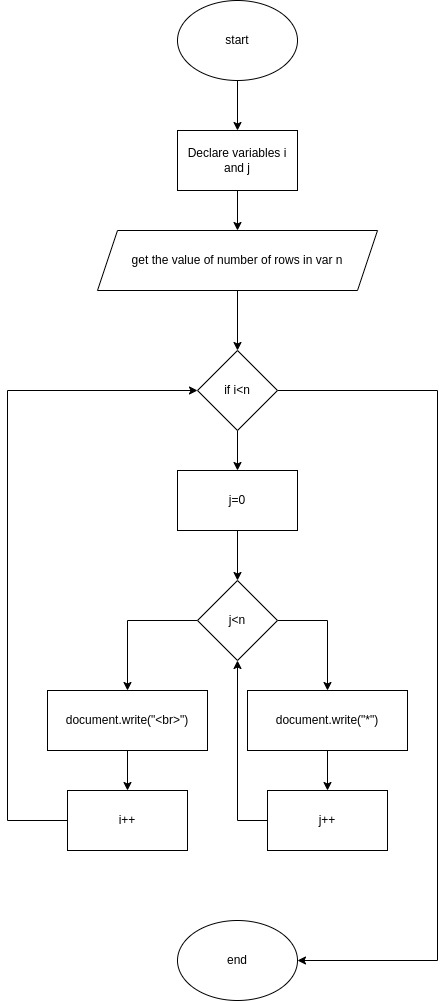 start
Declare variables i
and j
get the value of number of rows in var n
if i<n
j=0
j<n
document.write("<br>")
document.write("*")
i++
j++
end